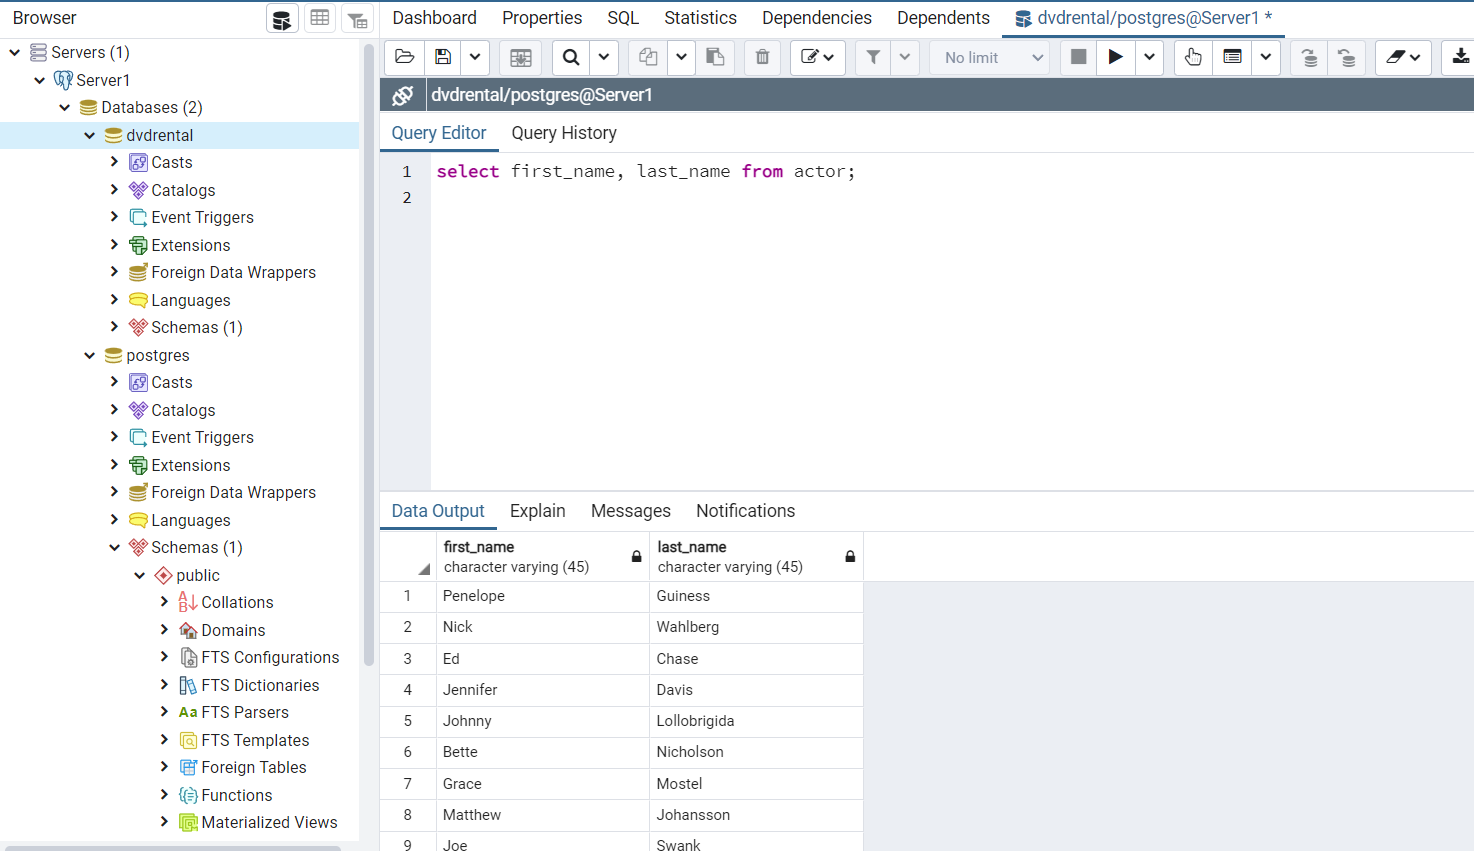 Browser
Dashboard Properties SQL Statistics Dependencies Dependents dvdrental/postgres@Server1 *
Servers (1)
Server1
Databases (2)
dvdrental
Casts
Catalogs
Event Triggers
Extensions
Foreign Data Wrappers
Languages
Schemas (1)
postgres
Casts
Catalogs
Event Triggers
Extensions
Foreign Data Wrappers
Languages
Schemas (1)
public
Collations
Domains
FTS Configurations
FTS Dictionaries
Aa FTS Parsers
FTS Templates
Foreign Tables
Functions
Materialized Views
No limit
dvdrental/postgres@Server1
Query Editor Query History
1 select first_name, last_name from actor;
2
Data Output Explain Messages Notifications
first_name last_name
character varying (45) character varying (45)
1 Penelope Guiness
2 Nick Wahlberg
3 Ed Chase
4 Jennifer Davis
5 Johnny Lollobrigida
6 Bette Nicholson
7 Grace Mostel
8 Matthew Johansson
9 Joe Swank